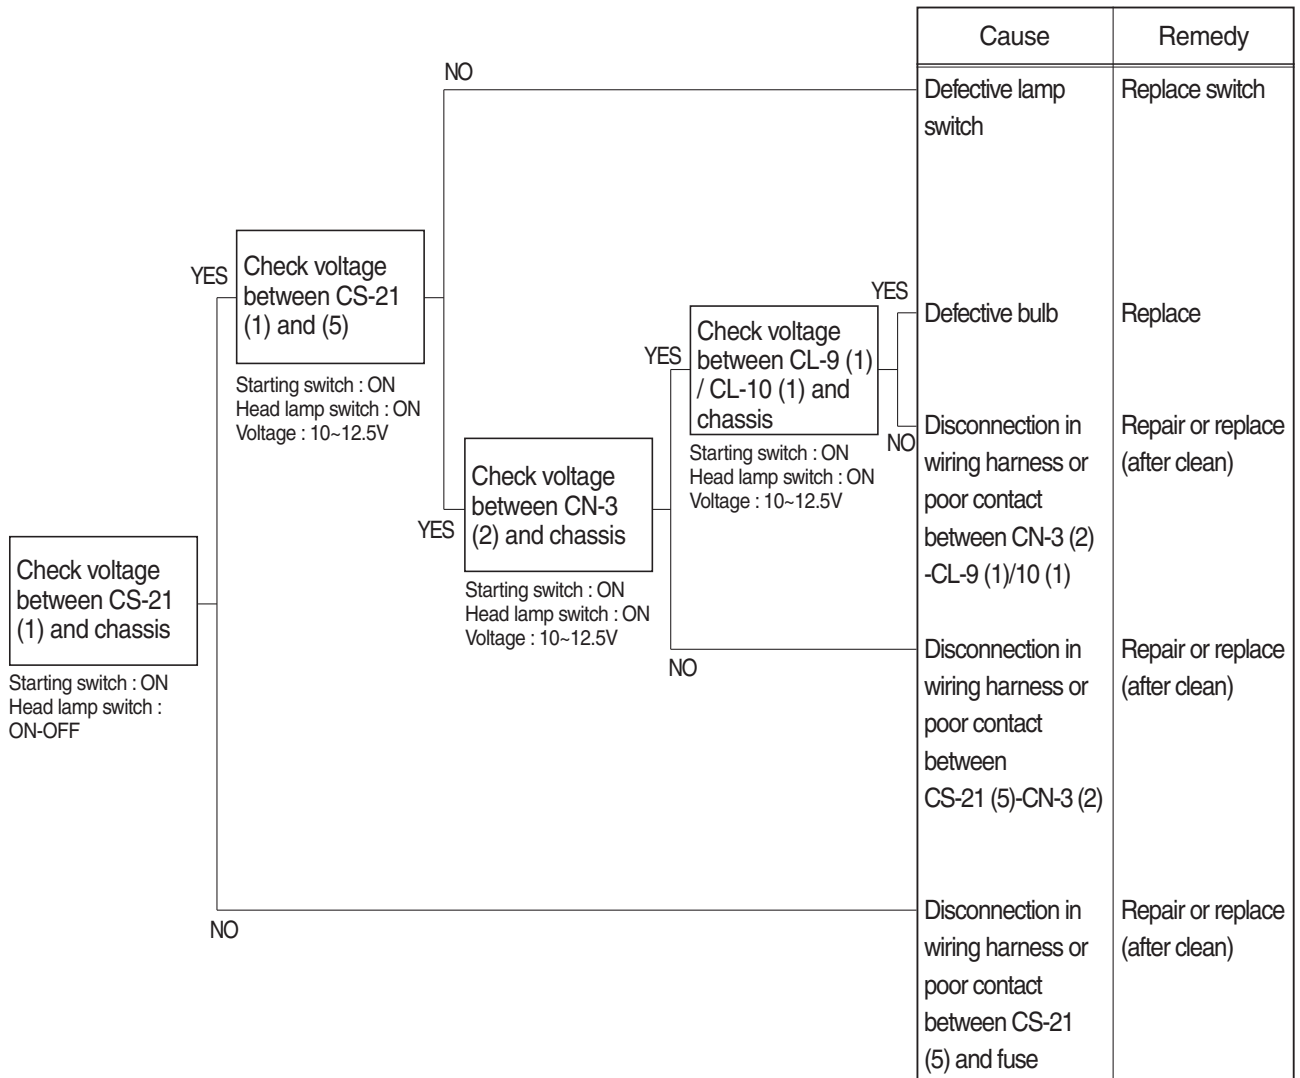 Cause
Remedy
NO
Defective lamp
switch
Replace switch
YES
Check voltage
between CS-21
(1) and (5)
Starting switch : ON
Head lamp switch : ON
Voltage : 10~12.5V
YES
Defective bulb
Replace
YES
Check voltage
between CL-9 (1)
/ CL-10 (1) and
chassis
Starting switch : ON
Head lamp switch : ON
Voltage : 10~12.5V
NO
Disconnection in
wiring harness or
poor contact
between CN-3 (2)
-CL-9 (1)/10 (1)
Repair or replace
(after clean)
YES
Check voltage
between CN-3
(2) and chassis
Starting switch : ON
Head lamp switch : ON
Voltage : 10~12.5V
Check voltage
between CS-21
(1) and chassis
Starting switch : ON
Head lamp switch :
ON-OFF
NO
Disconnection in
wiring harness or
poor contact
between
CS-21 (5)-CN-3 (2)
Repair or replace
(after clean)
NO
Disconnection in
wiring harness or
poor contact
between CS-21
(5) and fuse
Repair or replace
(after clean)